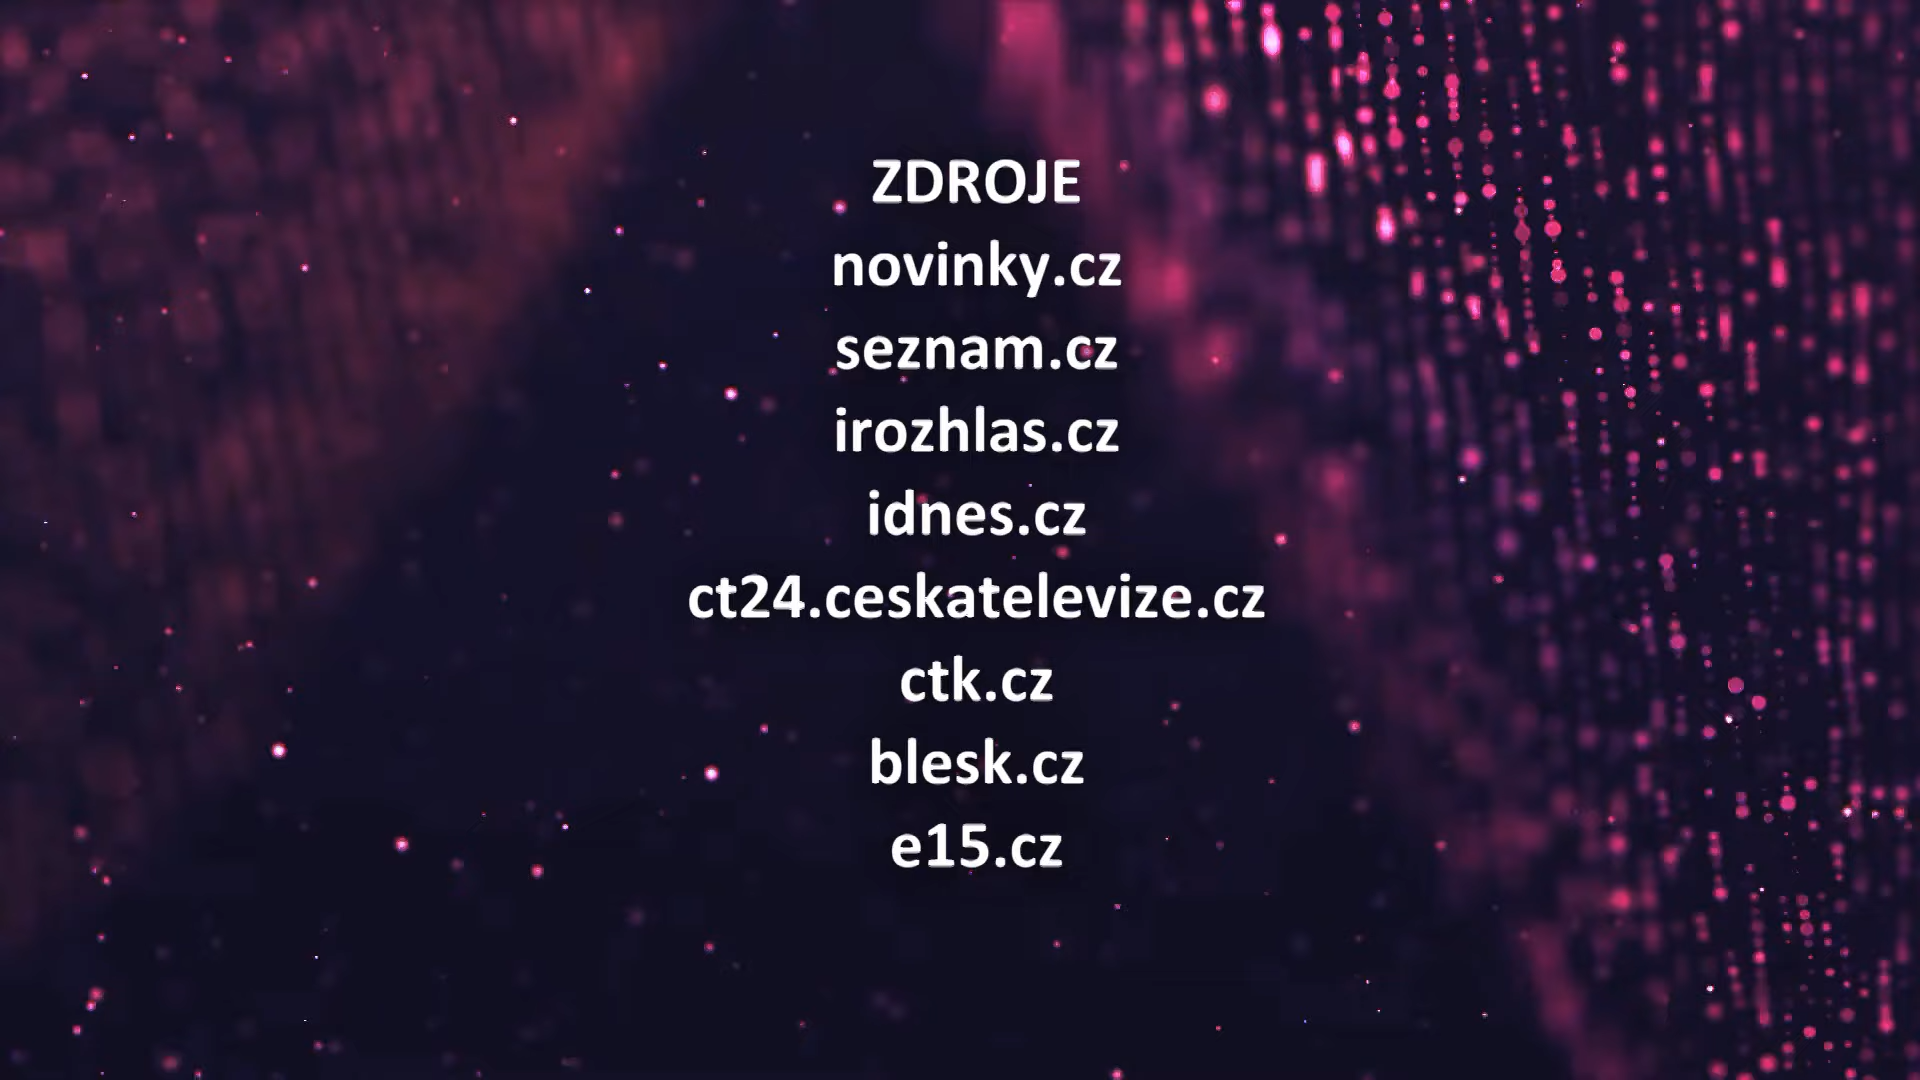 ZDROJE
novinky.cz
seznam.cz
irozhlas.cz
idnes.cz
ct24.ceskatelevize.cz
ctk.cz
blesk.cz
e15.cz